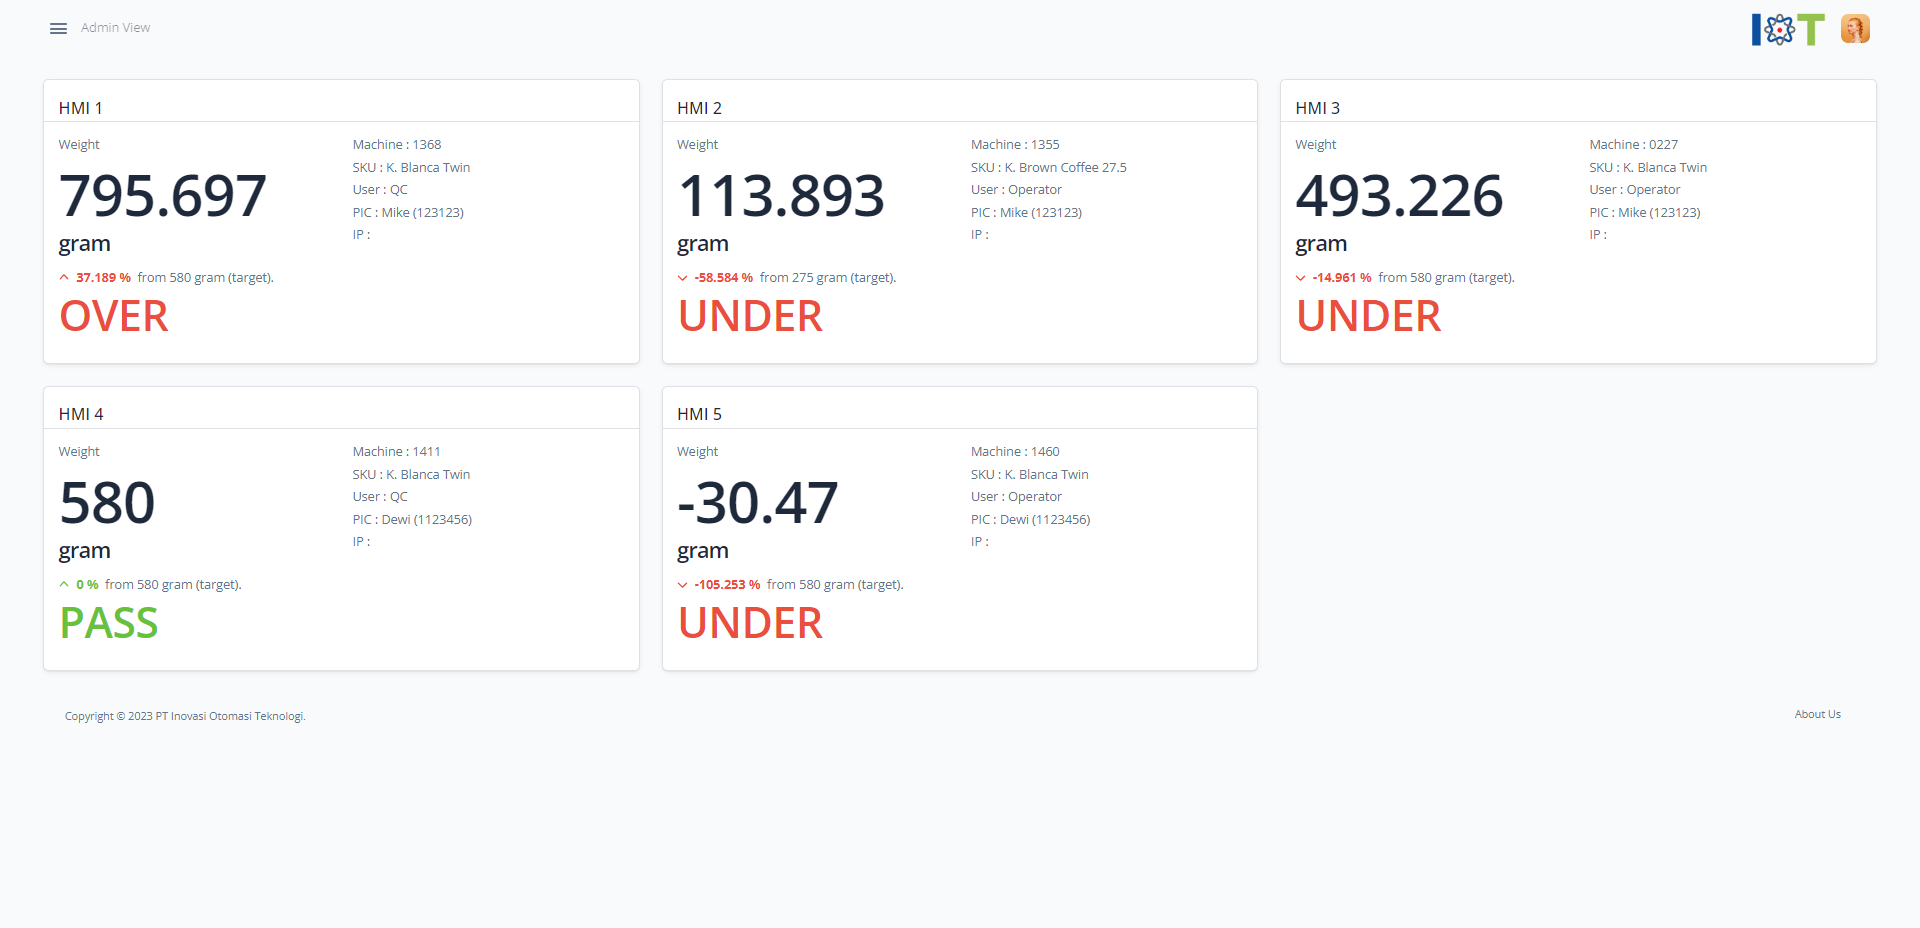 Admin View
IOT
HMI 1
Weight
795.697
gram
37.189 % from 580 gram (target).
OVER
Machine : 1368
SKU : K. Blanca Twin
User : QC
PIC : Mike (123123)
IP :
HMI 2
Weight
113.893
gram
-58.584 % from 275 gram (target).
UNDER
Machine : 1355
SKU : K. Brown Coffee 27.5
User : Operator
PIC : Mike (123123)
IP :
HMI 3
Weight
493.226
gram
-14.961 % from 580 gram (target).
UNDER
Machine : 0227
SKU : K. Blanca Twin
User : Operator
PIC : Mike (123123)
IP :
HMI 4
Weight
580
gram
0 % from 580 gram (target).
PASS
Machine : 1411
SKU : K. Blanca Twin
User : QC
PIC : Dewi (1123456)
IP :
HMI 5
Weight
-30.47
gram
-105.253 % from 580 gram (target).
UNDER
Machine : 1460
SKU : K. Blanca Twin
User : Operator
PIC : Dewi (1123456)
IP :
Copyright © 2023 PT Inovasi Otomasi Teknologi.
About Us